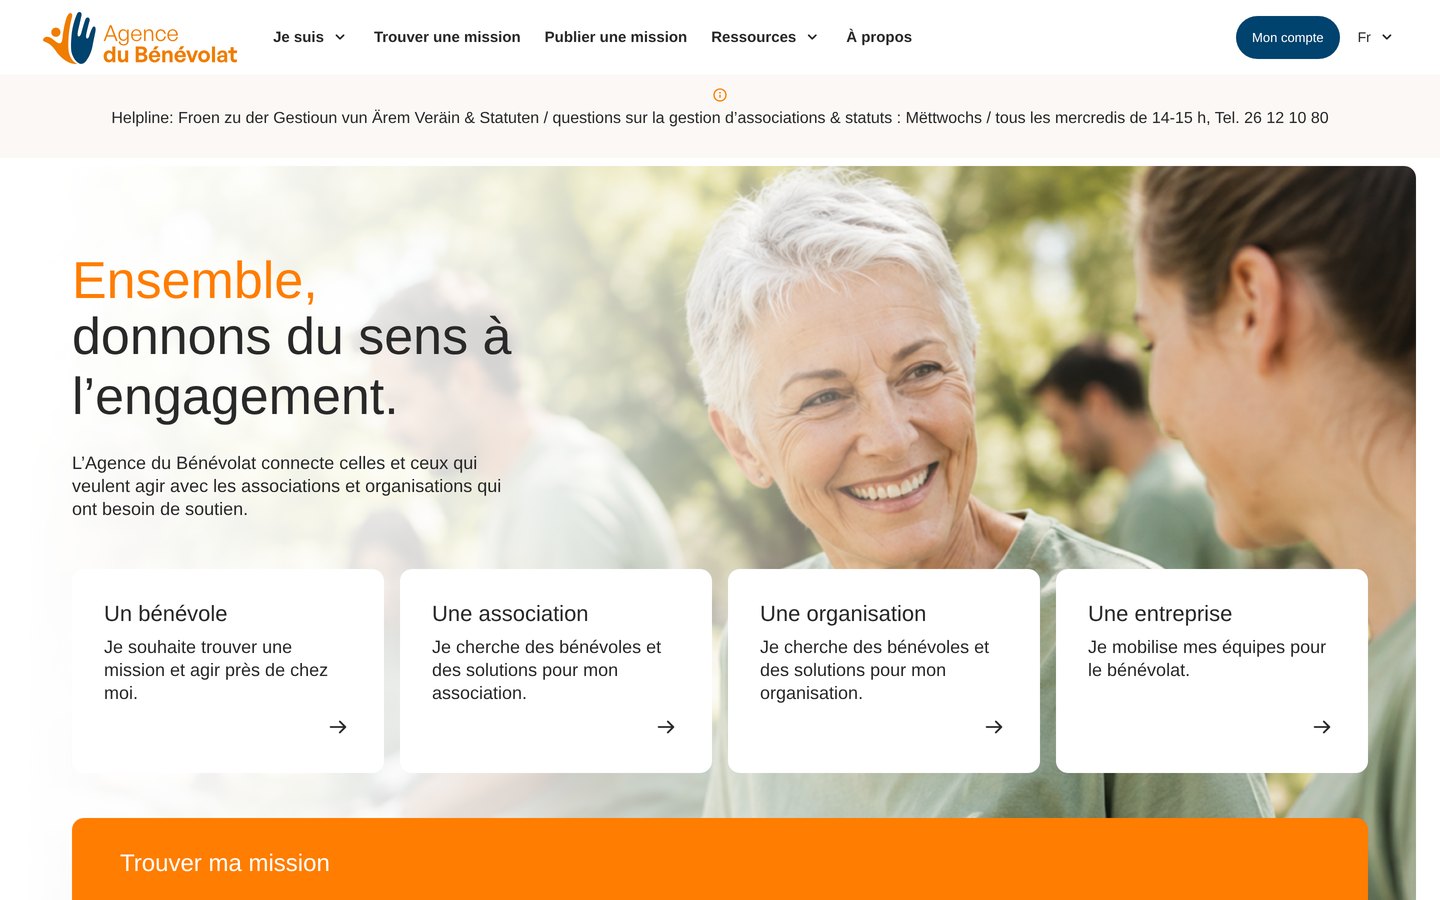 Agence
du Bénévolat
Je suis
Trouver une mission
Publier une mission
Ressources
À propos
Mon compte
Fr
Helpline: Froen zu der Gestioun vun Ärem Veräin & Statuten / questions sur la gestion d’associations & statuts : Mëttwochs / tous les mercredis de 14-15 h, Tel. 26 12 10 80
Ensemble,
donnons du sens à
l’engagement.
L’Agence du Bénévolat connecte celles et ceux qui
veulent agir avec les associations et organisations qui
ont besoin de soutien.
Un bénévole
Je souhaite trouver une
mission et agir près de chez
moi.
Une association
Je cherche des bénévoles et
des solutions pour mon
association.
Une organisation
Je cherche des bénévoles et
des solutions pour mon
organisation.
Une entreprise
Je mobilise mes équipes pour
le bénévolat.
Trouver ma mission